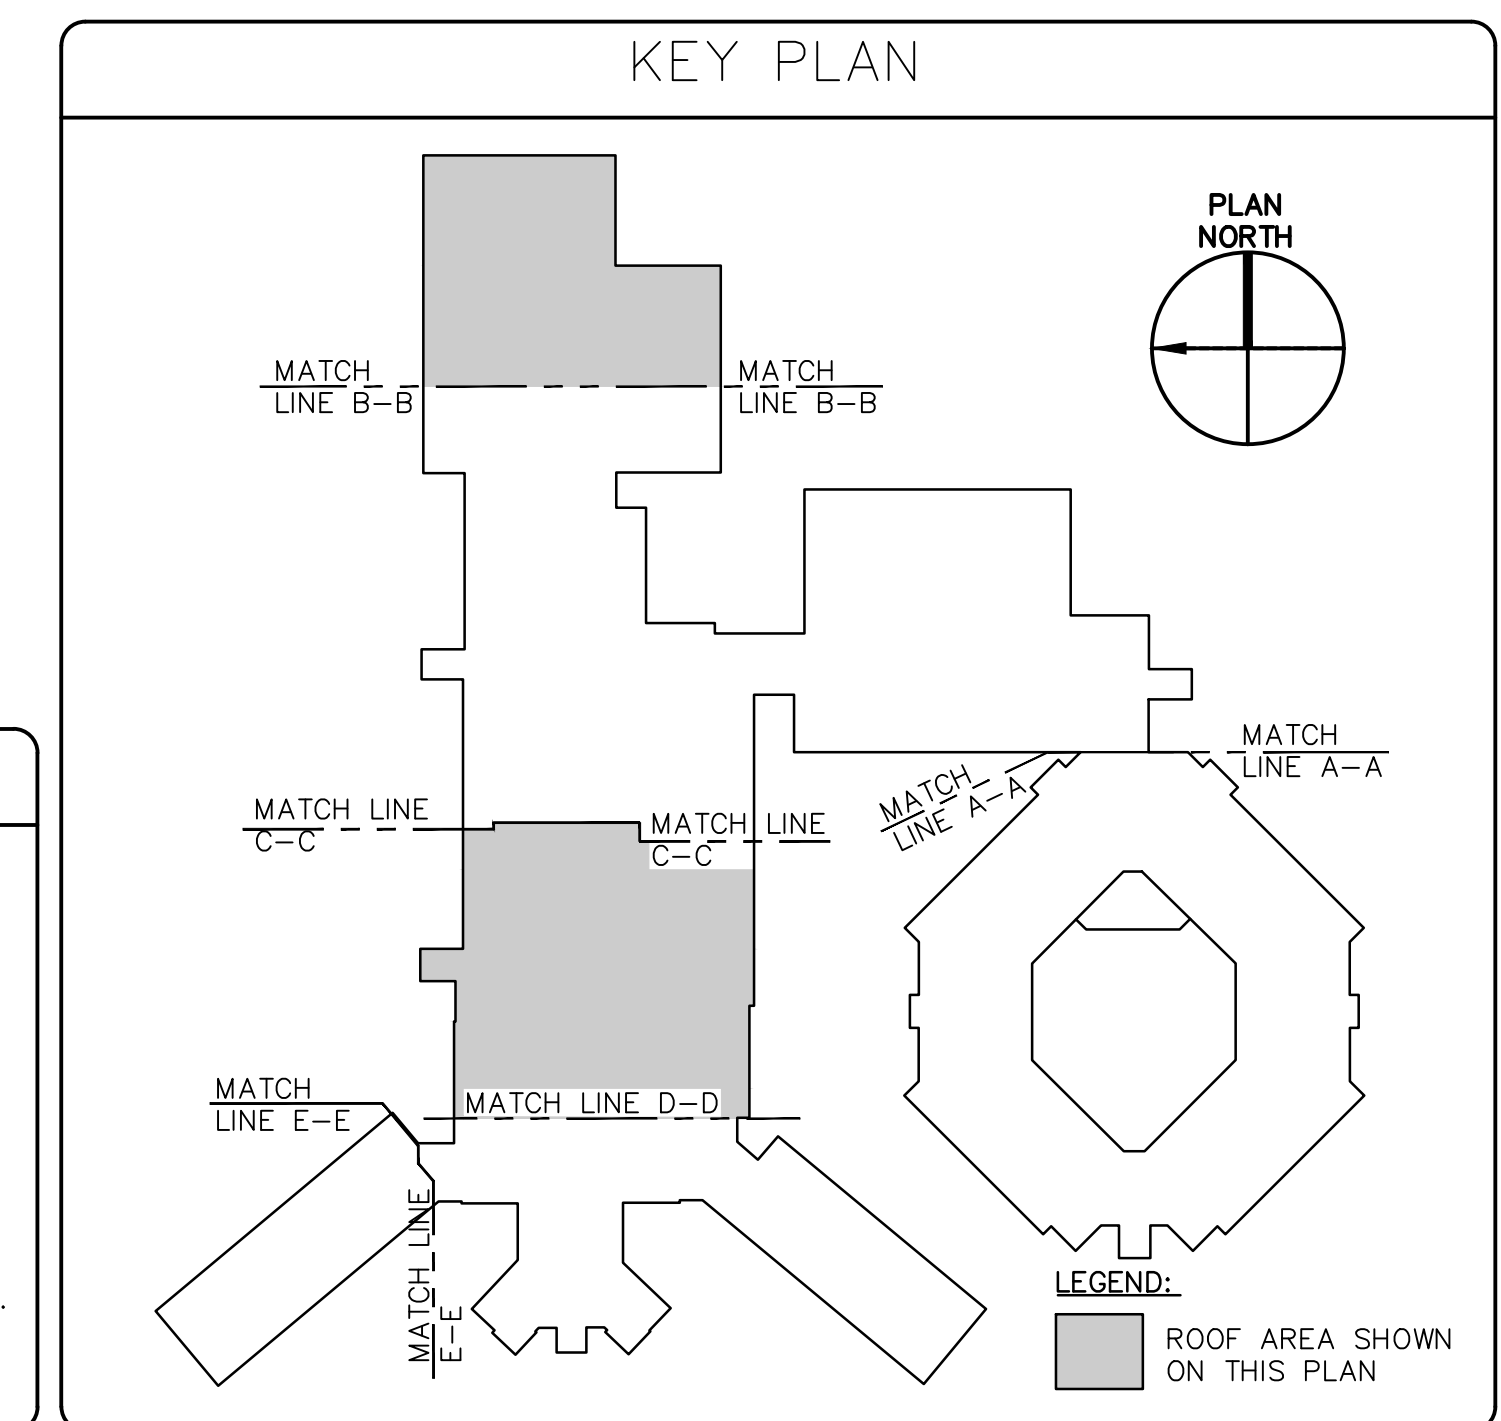 KEY PLAN
PLAN
NORTH
MATCH
LINE B-B
MATCH
LINE B-B
MATCH
LINE A-A
MATCH
LINE A-A
MATCH LINE
C-C
MATCH LINE
C-C
MATCH
LINE E-E
MATCH LINE D-D
MATCH LINE
E-E
LEGEND:
ROOF AREA SHOWN
ON THIS PLAN